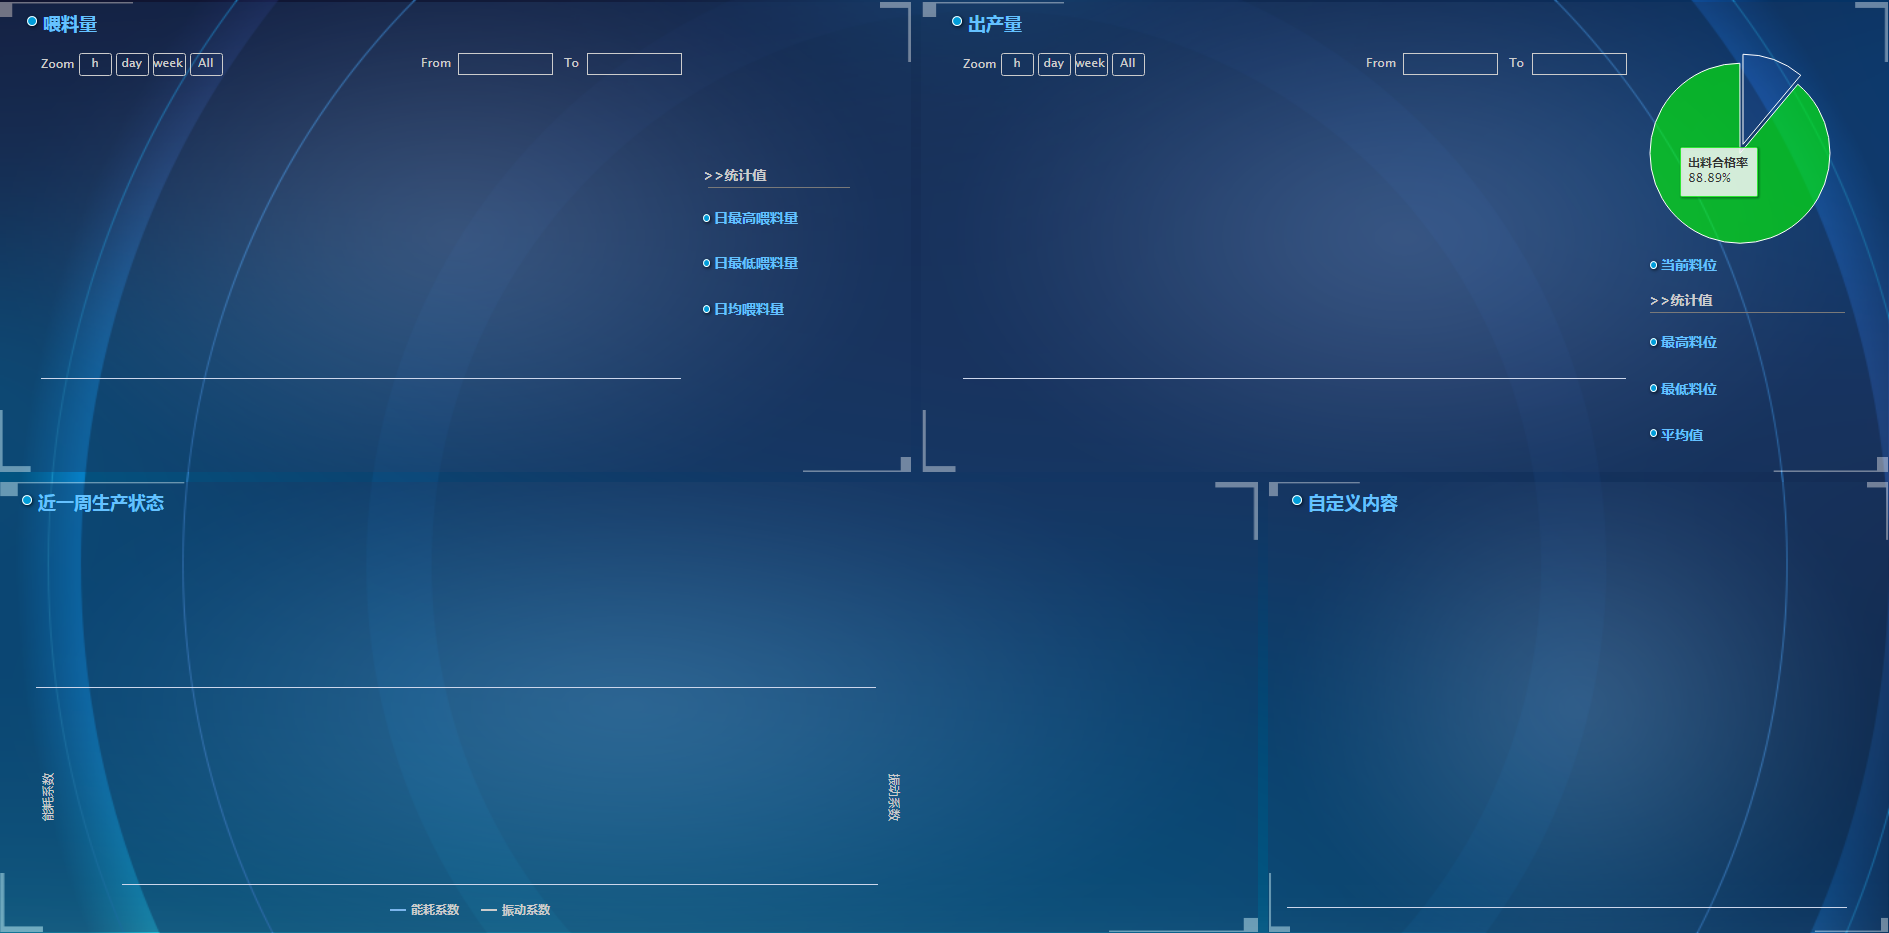 喂料量
Zoom h day week All From To
>>统计值
日最高喂料量
日最低喂料量
日均喂料量
出产量
Zoom h day week All From To
出料合格率
88.89%
当前料位
>>统计值
最高料位
最低料位
平均值
近一周生产状态
能耗系数
振动系数
能耗系数 振动系数
自定义内容